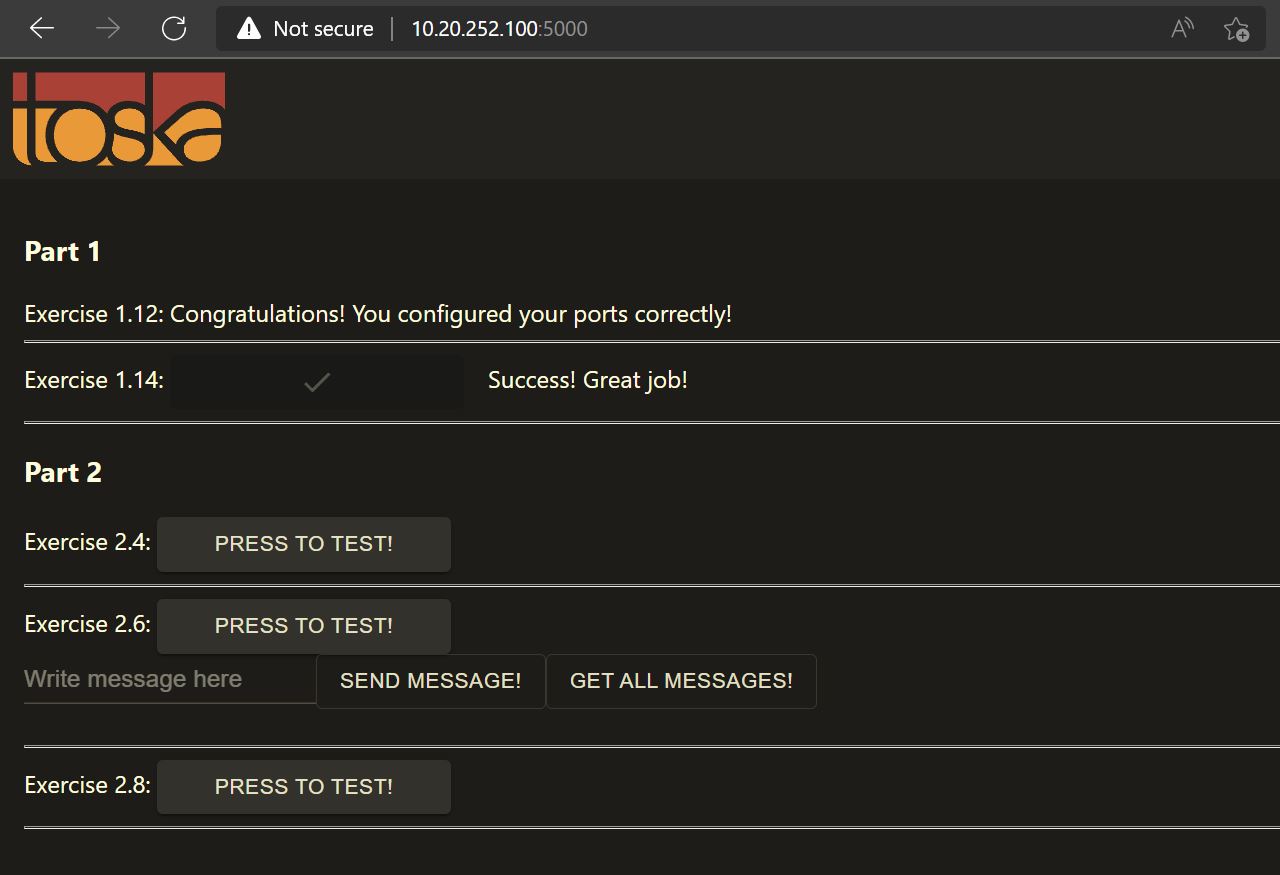 Not secure 10.20.252.100:5000
toska
Part 1
Exercise 1.12: Congratulations! You configured your ports correctly!
Exercise 1.14: Success! Great job!
Part 2
Exercise 2.4: PRESS TO TEST!
Exercise 2.6: PRESS TO TEST!
Write message here SEND MESSAGE! GET ALL MESSAGES!
Exercise 2.8: PRESS TO TEST!